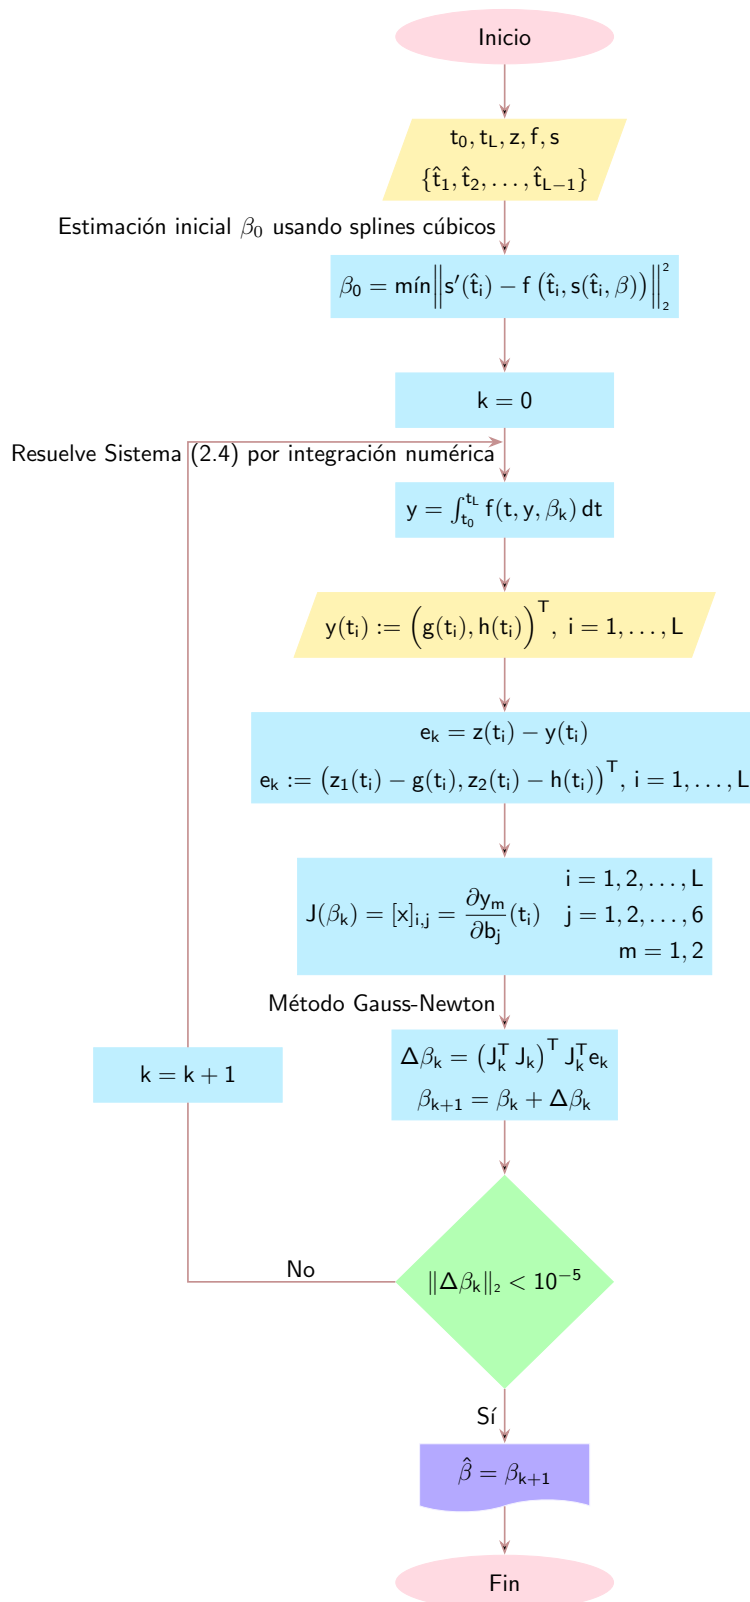 Inicio
t₀, t_L, z, f, s
{t̂₁, t̂₂, …, t̂_{L−1}}
Estimación inicial β₀ usando splines cúbicos
β₀ = mín‖s′(t̂ᵢ) − f (t̂ᵢ, s(t̂ᵢ, β))‖₂²
k = 0
Resuelve Sistema (2.4) por integración numérica
y = ∫_{t₀}^{t_L} f(t, y, β_k) dt
y(tᵢ) := (g(tᵢ), h(tᵢ))ᵀ, i = 1, …, L
e_k = z(tᵢ) − y(tᵢ)
e_k := (z₁(tᵢ) − g(tᵢ), z₂(tᵢ) − h(tᵢ))ᵀ, i = 1, …, L
i = 1, 2, …, L
J(β_k) = [x]_{i,j} = ∂y_m/∂b_j (tᵢ) j = 1, 2, …, 6
m = 1, 2
Método Gauss-Newton
Δβ_k = (J_kᵀ J_k)ᵀ J_kᵀ e_k
k = k + 1
β_{k+1} = β_k + Δβ_k
No
‖Δβ_k‖₂ < 10⁻⁵
Sí
β̂ = β_{k+1}
Fin